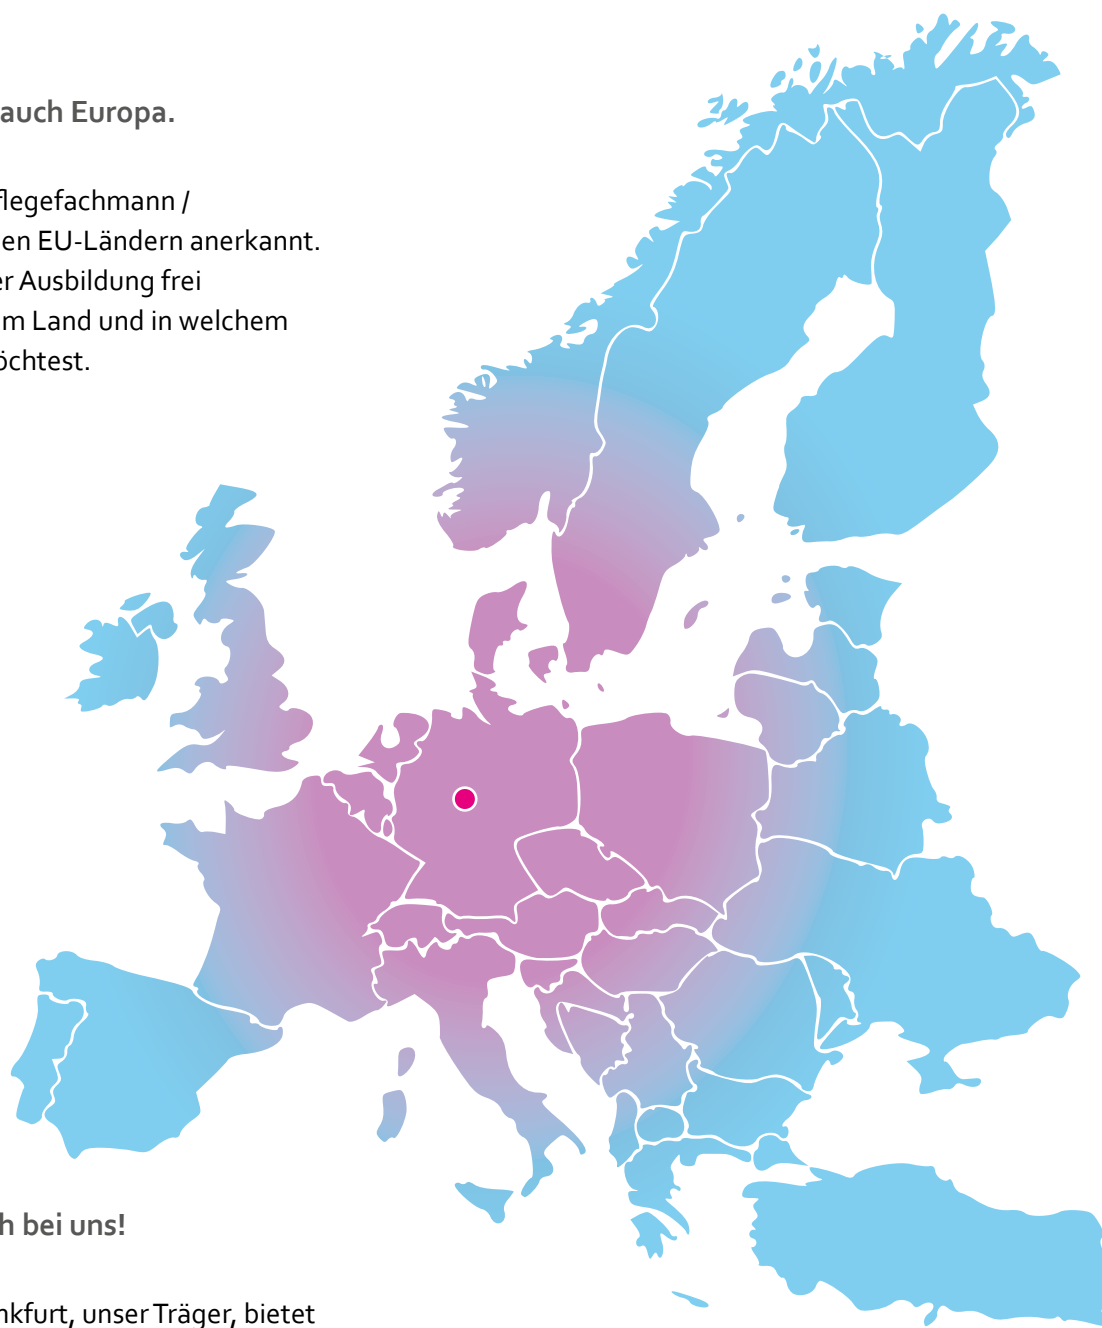 auch Europa.
flegefachmann /
en EU-Ländern anerkannt.
er Ausbildung frei
m Land und in welchem
öchtest.
h bei uns!
nkfurt, unser Träger, bietet